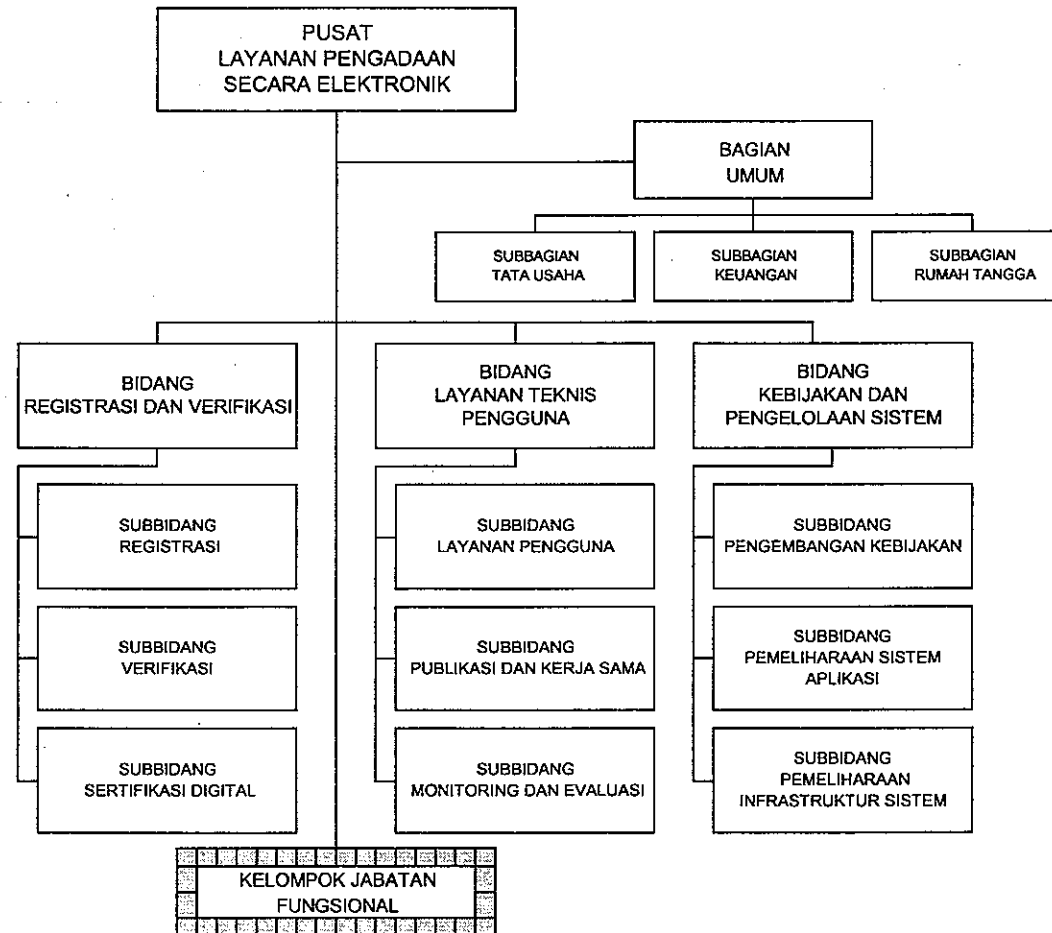 PUSAT
LAYANAN PENGADAAN
SECARA ELEKTRONIK
BAGIAN
UMUM
SUBBAGIAN
TATA USAHA
SUBBAGIAN
KEUANGAN
SUBBAGIAN
RUMAH TANGGA
BIDANG
REGISTRASI DAN VERIFIKASI
BIDANG
LAYANAN TEKNIS
PENGGUNA
BIDANG
KEBIJAKAN DAN
PENGELOLAAN SISTEM
SUBBIDANG
REGISTRASI
SUBBIDANG
LAYANAN PENGGUNA
SUBBIDANG
PENGEMBANGAN KEBIJAKAN
SUBBIDANG
VERIFIKASI
SUBBIDANG
PUBLIKASI DAN KERJA SAMA
SUBBIDANG
PEMELIHARAAN SISTEM
APLIKASI
SUBBIDANG
SERTIFIKASI DIGITAL
SUBBIDANG
MONITORING DAN EVALUASI
SUBBIDANG
PEMELIHARAAN
INFRASTRUKTUR SISTEM
KELOMPOK JABATAN
FUNGSIONAL